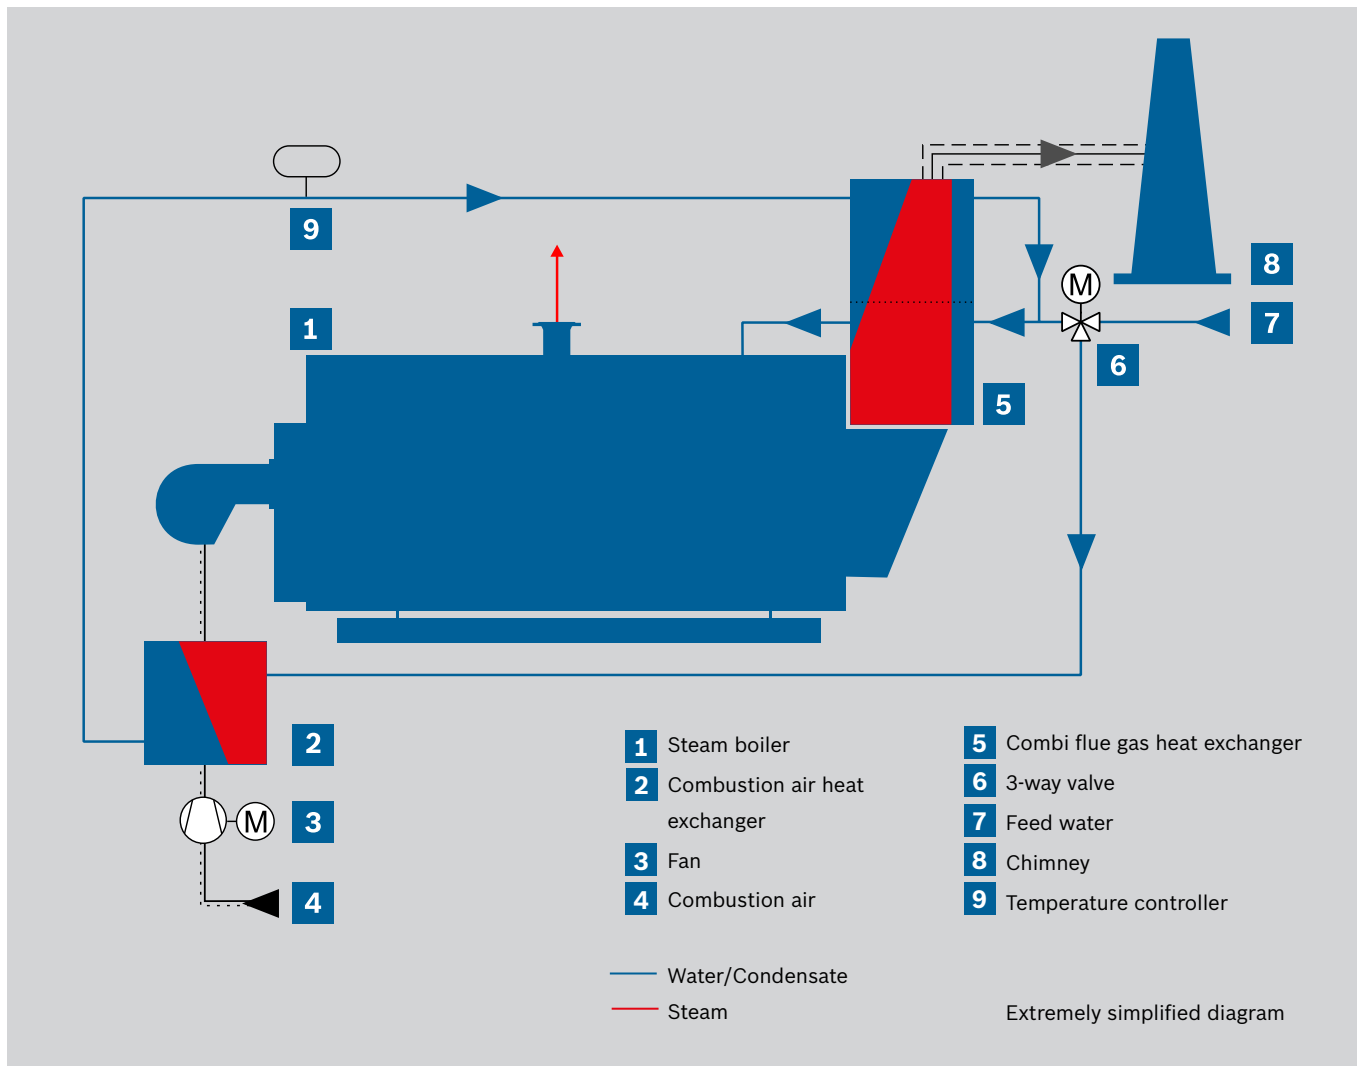 9
8
M
1
7
6
5
2
M
3
4
1 Steam boiler
2 Combustion air heat
exchanger
3 Fan
4 Combustion air
5 Combi flue gas heat exchanger
6 3-way valve
7 Feed water
8 Chimney
9 Temperature controller
Water/Condensate
Steam
Extremely simplified diagram